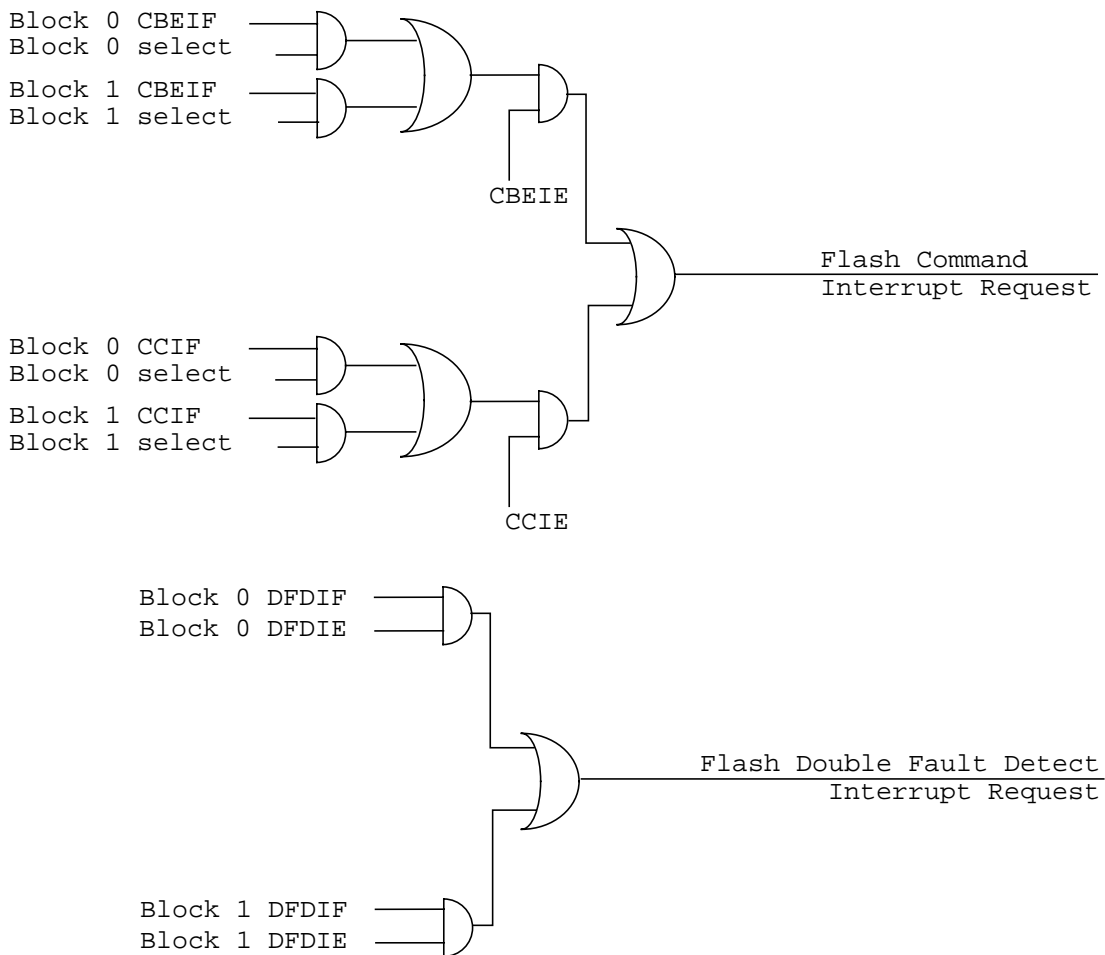 Block 0 CBEIF
Block 0 select
Block 1 CBEIF
Block 1 select
CBEIE
Flash Command
Interrupt Request
Block 0 CCIF
Block 0 select
Block 1 CCIF
Block 1 select
CCIE
Block 0 DFDIF
Block 0 DFDIE
Flash Double Fault Detect
Interrupt Request
Block 1 DFDIF
Block 1 DFDIE